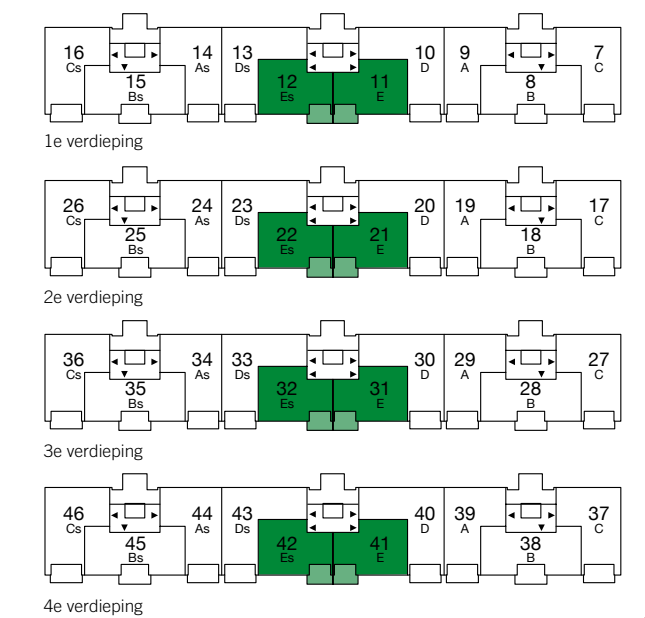 16 14 13 10 9 7
Cs As Ds D A C
15 12 11 8
Bs Es E B
1e verdieping
26 24 23 20 19 17
Cs As Ds D A C
25 22 21 18
Bs Es E B
2e verdieping
36 34 33 30 29 27
Cs As Ds D A C
35 32 31 28
Bs Es E B
3e verdieping
46 44 43 40 39 37
Cs As Ds D A C
45 42 41 38
Bs Es E B
4e verdieping